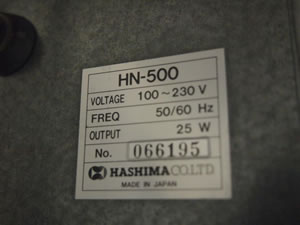 HN-500
VOLTAGE 100~230 V
FREQ 50/60 Hz
OUTPUT 25 W
No. 066195
HASHIMA CO.LTD
MADE IN JAPAN